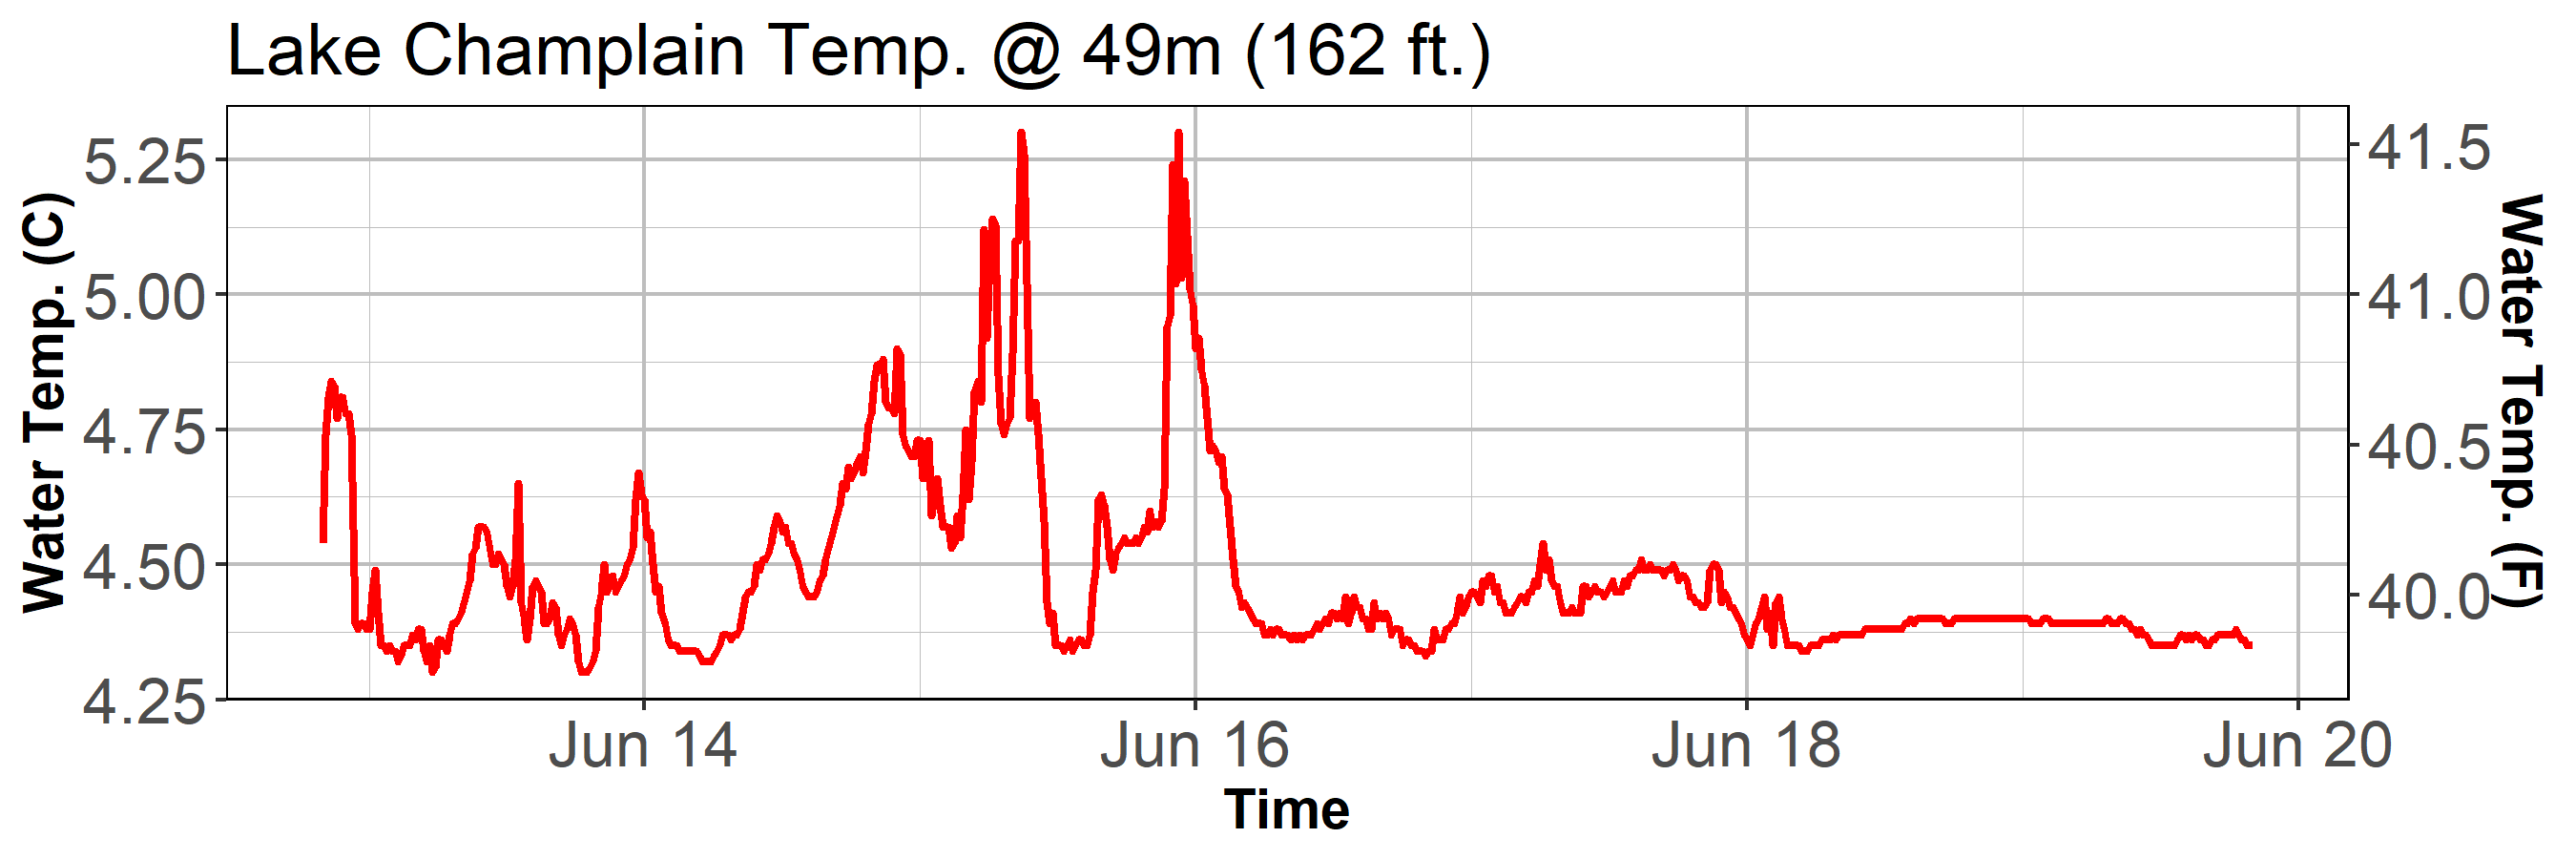 Lake Champlain Temp. @ 49m (162 ft.)
Water Temp. (C)
5.25
5.00
4.75
4.50
4.25
41.5
41.0
40.5
40.0
Water Temp. (F)
Jun 14
Jun 16
Jun 18
Jun 20
Time